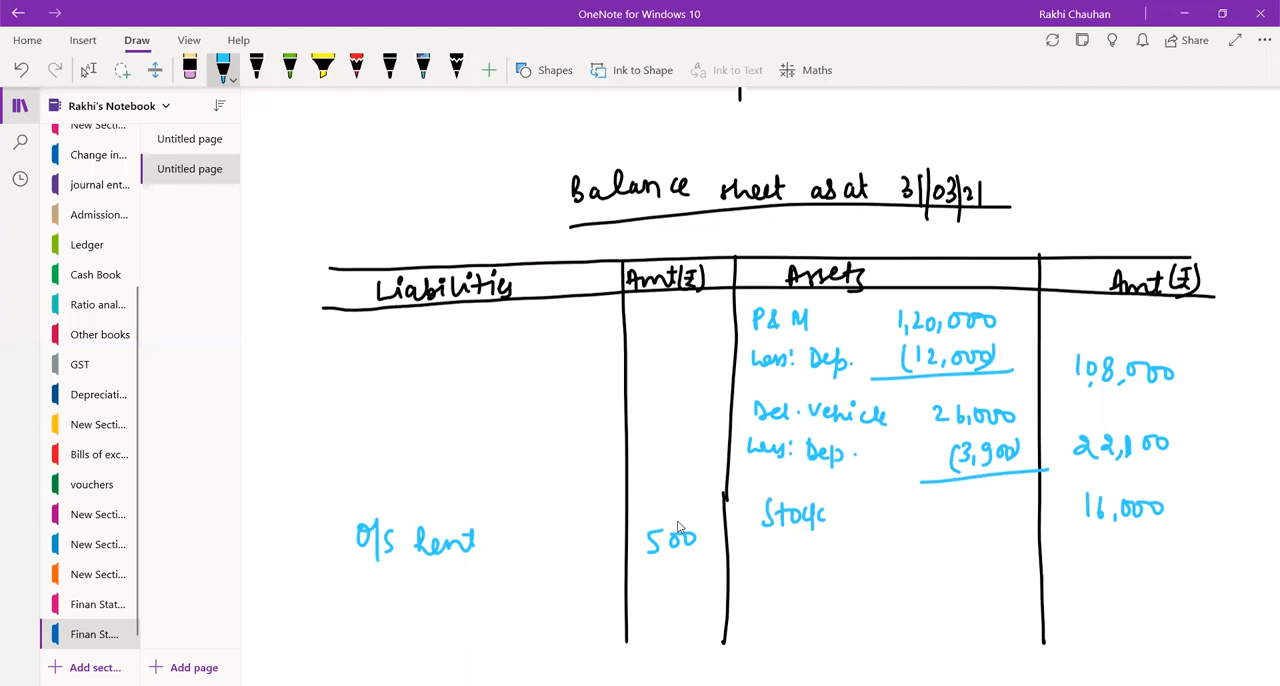 OneNote for Windows 10
Rakhi Chauhan
Home Insert Draw View Help
Share
Shapes Ink to Shape Ink to Text Maths
Rakhi's Notebook
New Secti...
Change in...
journal ent...
Admission...
Ledger
Cash Book
Ratio anal...
Other books
GST
Depreciati...
New Secti...
Bills of exc...
vouchers
New Secti...
New Secti...
New Secti...
Finan Stat...
Finan St....
Add sect...
Untitled page
Untitled page
Add page
Balance sheet as at 31/03/21
Liabilities Amt(₹) Assets Amt(₹)
P& M 1,20,000
Less: Dep. (12,000) 108,000
Del. Vehicle 26,000
Less: Dep. (3,900) 22,100
Stock 16,000
O/S Rent 500